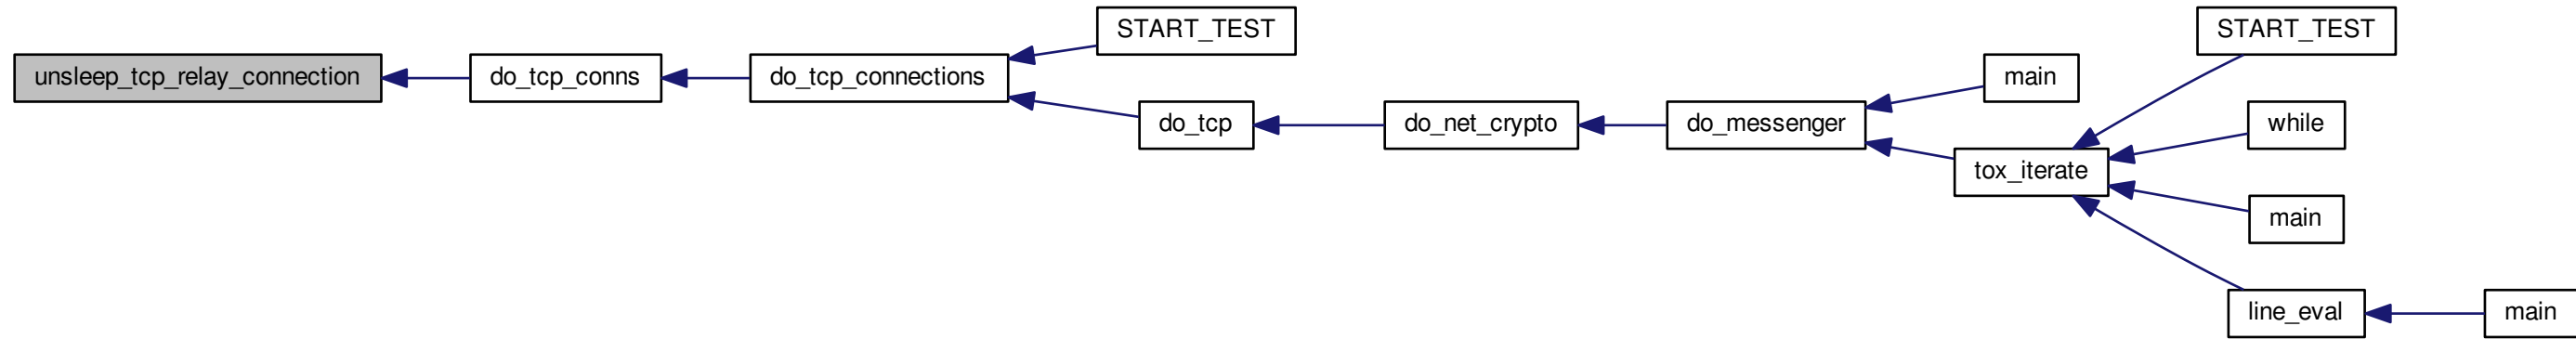 START_TEST
START_TEST
unsleep_tcp_relay_connection
do_tcp_conns
do_tcp_connections
main
do_tcp
do_net_crypto
do_messenger
while
tox_iterate
main
line_eval
main